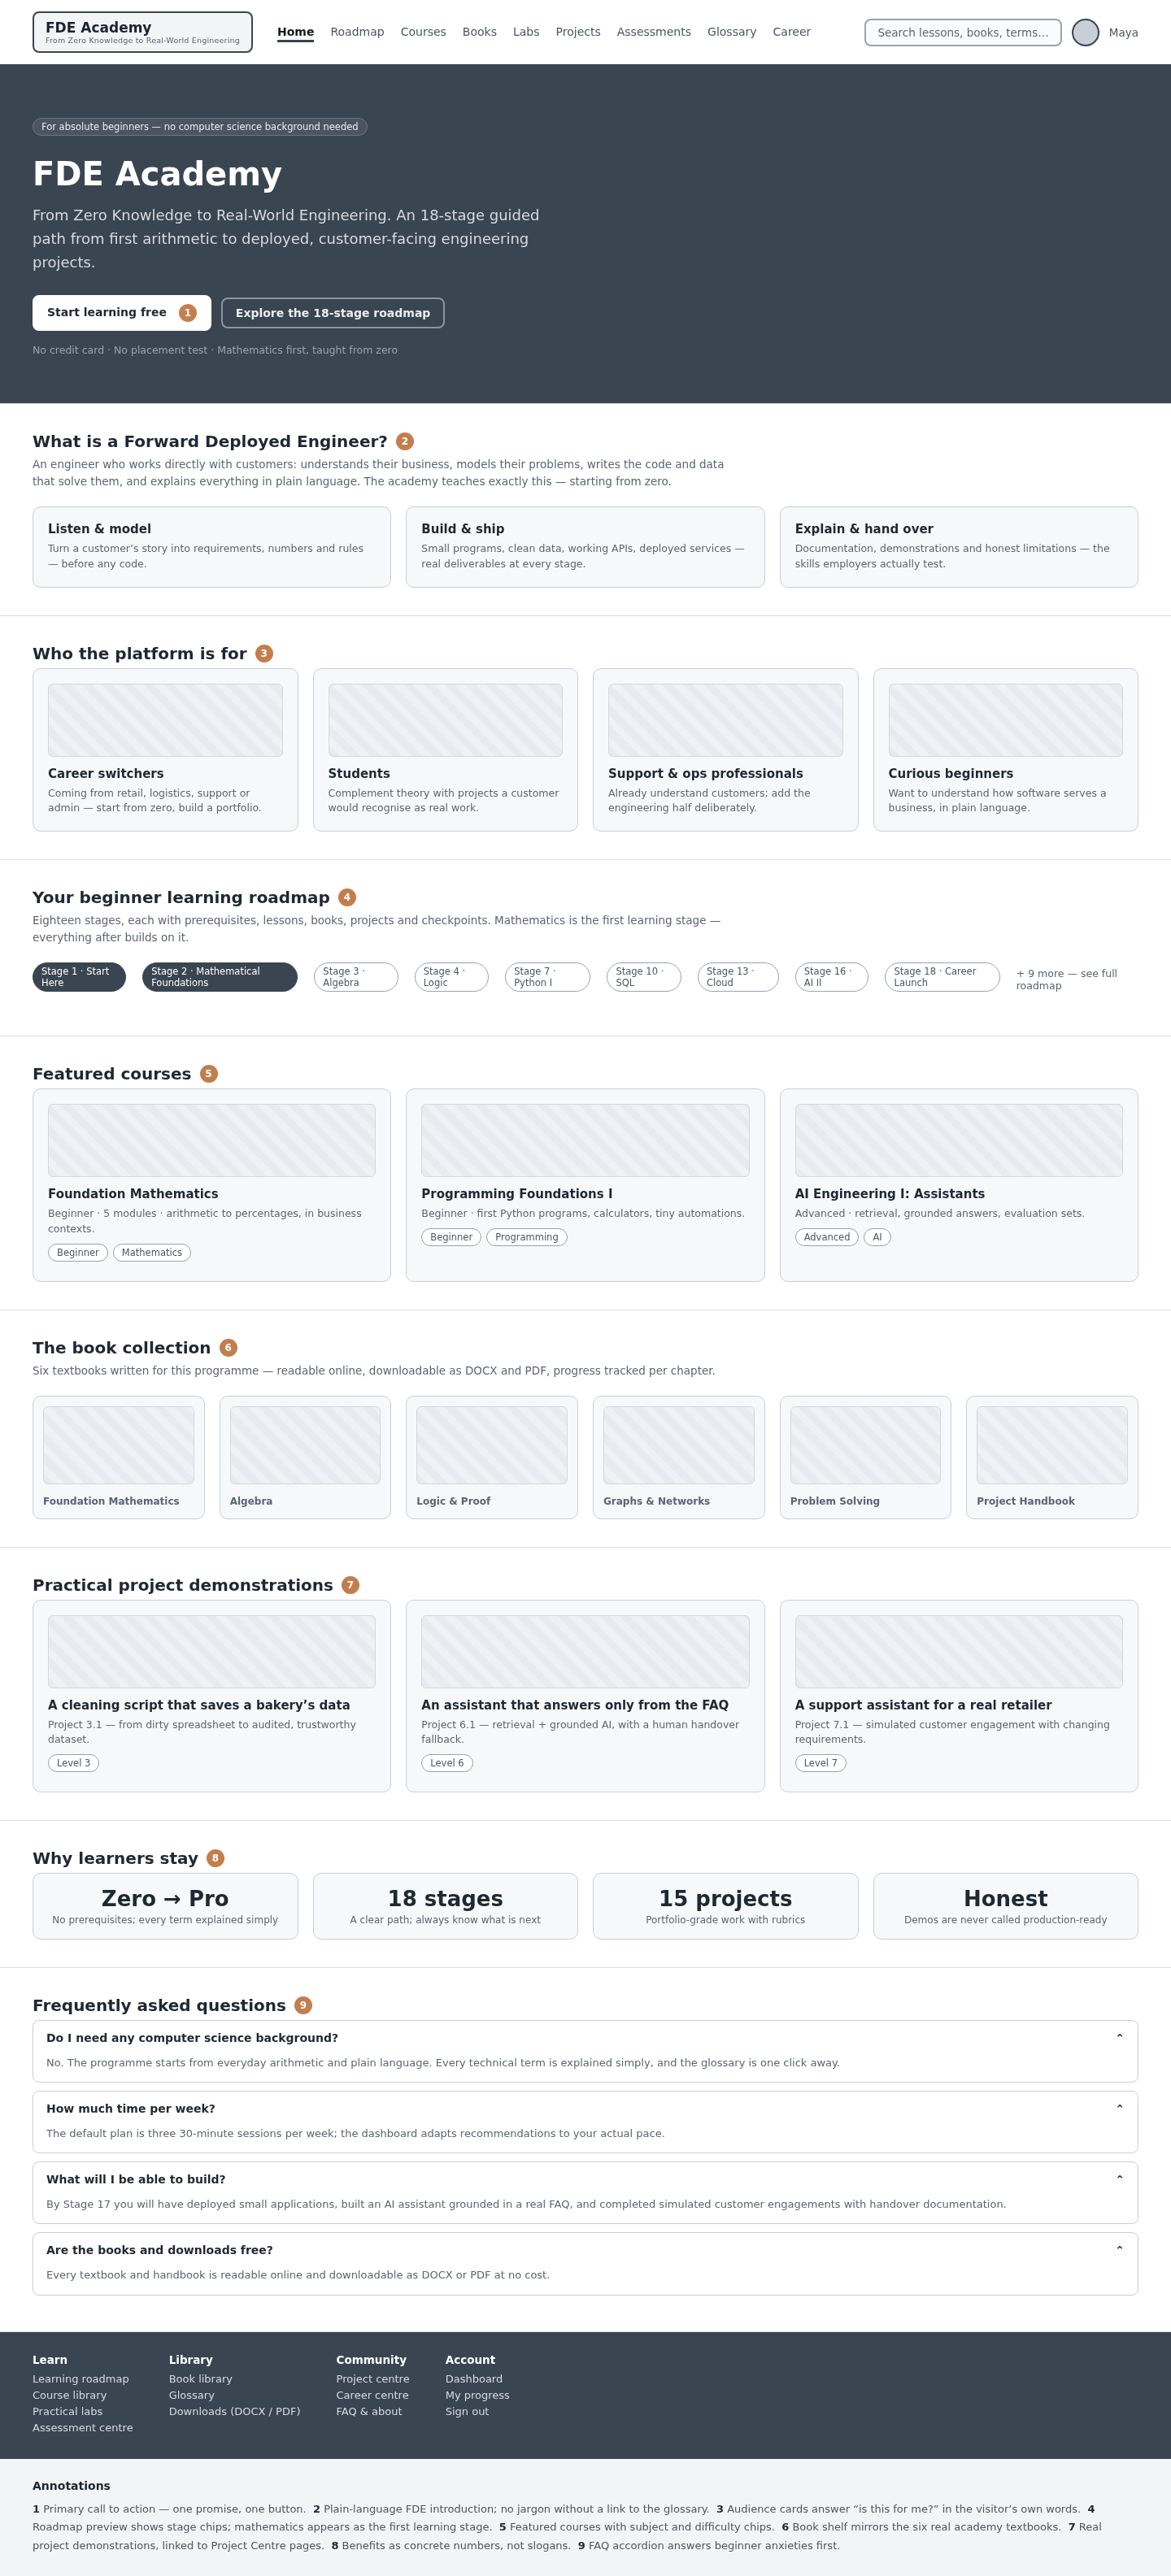 FDE Academy
From Zero Knowledge to Real-World Engineering
Home Roadmap Courses Books Labs Projects Assessments Glossary Career
Search lessons, books, terms…
Maya
For absolute beginners — no computer science background needed
FDE Academy
From Zero Knowledge to Real-World Engineering. An 18-stage guided
path from first arithmetic to deployed, customer-facing engineering
projects.
Start learning free 1
Explore the 18-stage roadmap
No credit card · No placement test · Mathematics first, taught from zero
What is a Forward Deployed Engineer? 2
An engineer who works directly with customers: understands their business, models their problems, writes the code and data
that solve them, and explains everything in plain language. The academy teaches exactly this — starting from zero.
Listen & model
Turn a customer’s story into requirements, numbers and rules
— before any code.
Build & ship
Small programs, clean data, working APIs, deployed services —
real deliverables at every stage.
Explain & hand over
Documentation, demonstrations and honest limitations — the
skills employers actually test.
Who the platform is for 3
Career switchers
Coming from retail, logistics, support or
admin — start from zero, build a portfolio.
Students
Complement theory with projects a customer
would recognise as real work.
Support & ops professionals
Already understand customers; add the
engineering half deliberately.
Curious beginners
Want to understand how software serves a
business, in plain language.
Your beginner learning roadmap 4
Eighteen stages, each with prerequisites, lessons, books, projects and checkpoints. Mathematics is the first learning stage —
everything after builds on it.
Stage 1 · Start
Here
Stage 2 · Mathematical
Foundations
Stage 3 ·
Algebra
Stage 4 ·
Logic
Stage 7 ·
Python I
Stage 10 ·
SQL
Stage 13 ·
Cloud
Stage 16 ·
AI II
Stage 18 · Career
Launch
+ 9 more — see full
roadmap
Featured courses 5
Foundation Mathematics
Beginner · 5 modules · arithmetic to percentages, in business
contexts.
Beginner Mathematics
Programming Foundations I
Beginner · first Python programs, calculators, tiny automations.
Beginner Programming
AI Engineering I: Assistants
Advanced · retrieval, grounded answers, evaluation sets.
Advanced AI
The book collection 6
Six textbooks written for this programme — readable online, downloadable as DOCX and PDF, progress tracked per chapter.
Foundation Mathematics
Algebra
Logic & Proof
Graphs & Networks
Problem Solving
Project Handbook
Practical project demonstrations 7
A cleaning script that saves a bakery’s data
Project 3.1 — from dirty spreadsheet to audited, trustworthy
dataset.
Level 3
An assistant that answers only from the FAQ
Project 6.1 — retrieval + grounded AI, with a human handover
fallback.
Level 6
A support assistant for a real retailer
Project 7.1 — simulated customer engagement with changing
requirements.
Level 7
Why learners stay 8
Zero → Pro
No prerequisites; every term explained simply
18 stages
A clear path; always know what is next
15 projects
Portfolio-grade work with rubrics
Honest
Demos are never called production-ready
Frequently asked questions 9
Do I need any computer science background?
No. The programme starts from everyday arithmetic and plain language. Every technical term is explained simply, and the glossary is one click away.
How much time per week?
The default plan is three 30-minute sessions per week; the dashboard adapts recommendations to your actual pace.
What will I be able to build?
By Stage 17 you will have deployed small applications, built an AI assistant grounded in a real FAQ, and completed simulated customer engagements with handover documentation.
Are the books and downloads free?
Every textbook and handbook is readable online and downloadable as DOCX or PDF at no cost.
Learn
Learning roadmap
Course library
Practical labs
Assessment centre
Library
Book library
Glossary
Downloads (DOCX / PDF)
Community
Project centre
Career centre
FAQ & about
Account
Dashboard
My progress
Sign out
Annotations
1 Primary call to action — one promise, one button. 2 Plain-language FDE introduction; no jargon without a link to the glossary. 3 Audience cards answer “is this for me?” in the visitor’s own words. 4
Roadmap preview shows stage chips; mathematics appears as the first learning stage. 5 Featured courses with subject and difficulty chips. 6 Book shelf mirrors the six real academy textbooks. 7 Real
project demonstrations, linked to Project Centre pages. 8 Benefits as concrete numbers, not slogans. 9 FAQ accordion answers beginner anxieties first.